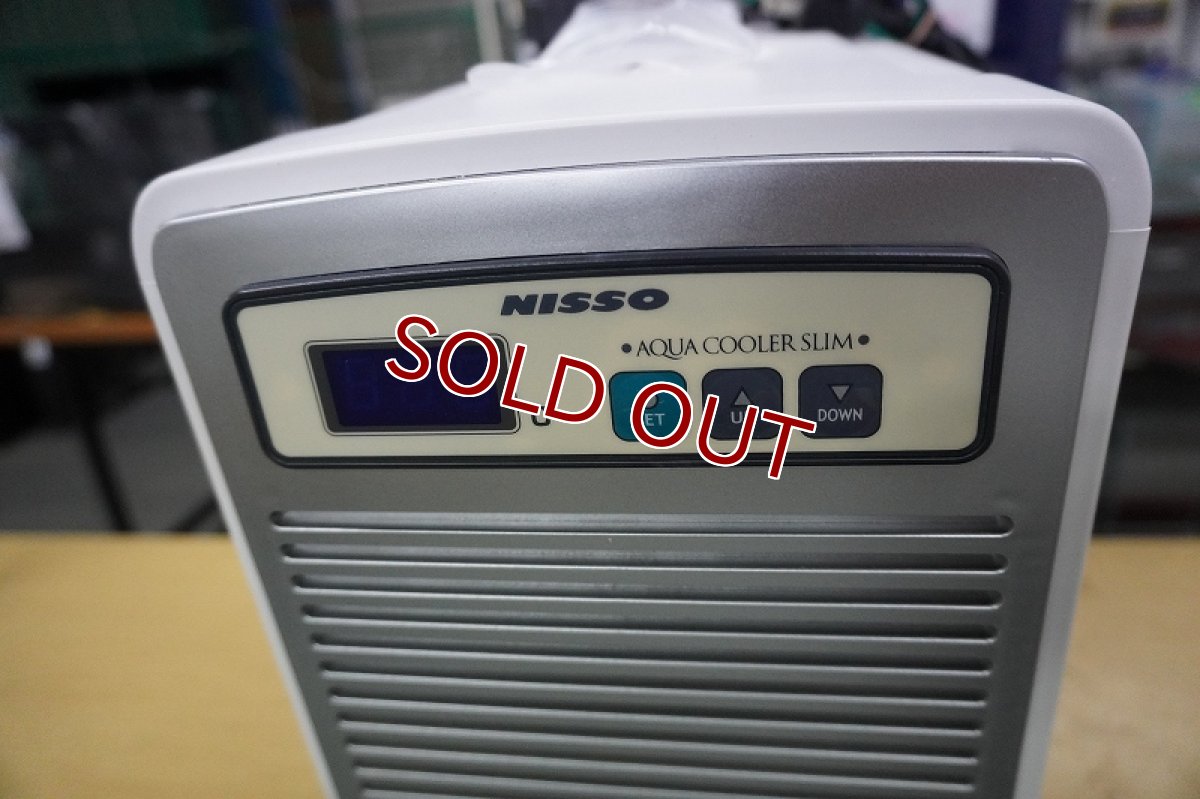 NISSO
• AQUA COOLER SLIM •
SOLD OUT
DOWN